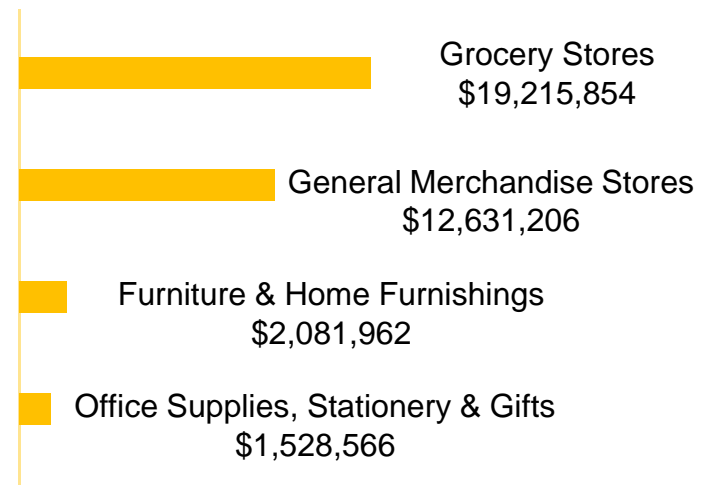 Grocery Stores
$19,215,854
General Merchandise Stores
$12,631,206
Furniture & Home Furnishings
$2,081,962
Office Supplies, Stationery & Gifts
$1,528,566